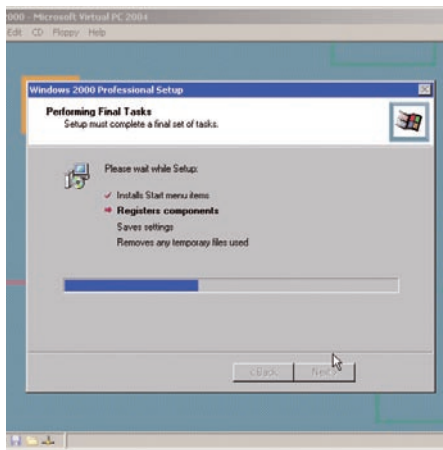 000 - Microsoft Virtual PC 2004
Edit CD Floppy Help
Windows 2000 Professional Setup
Performing Final Tasks
Setup must complete a final set of tasks.
Please wait while Setup:
Installs Start menu items
Registers components
Saves settings
Removes any temporary files used
< Back Next >